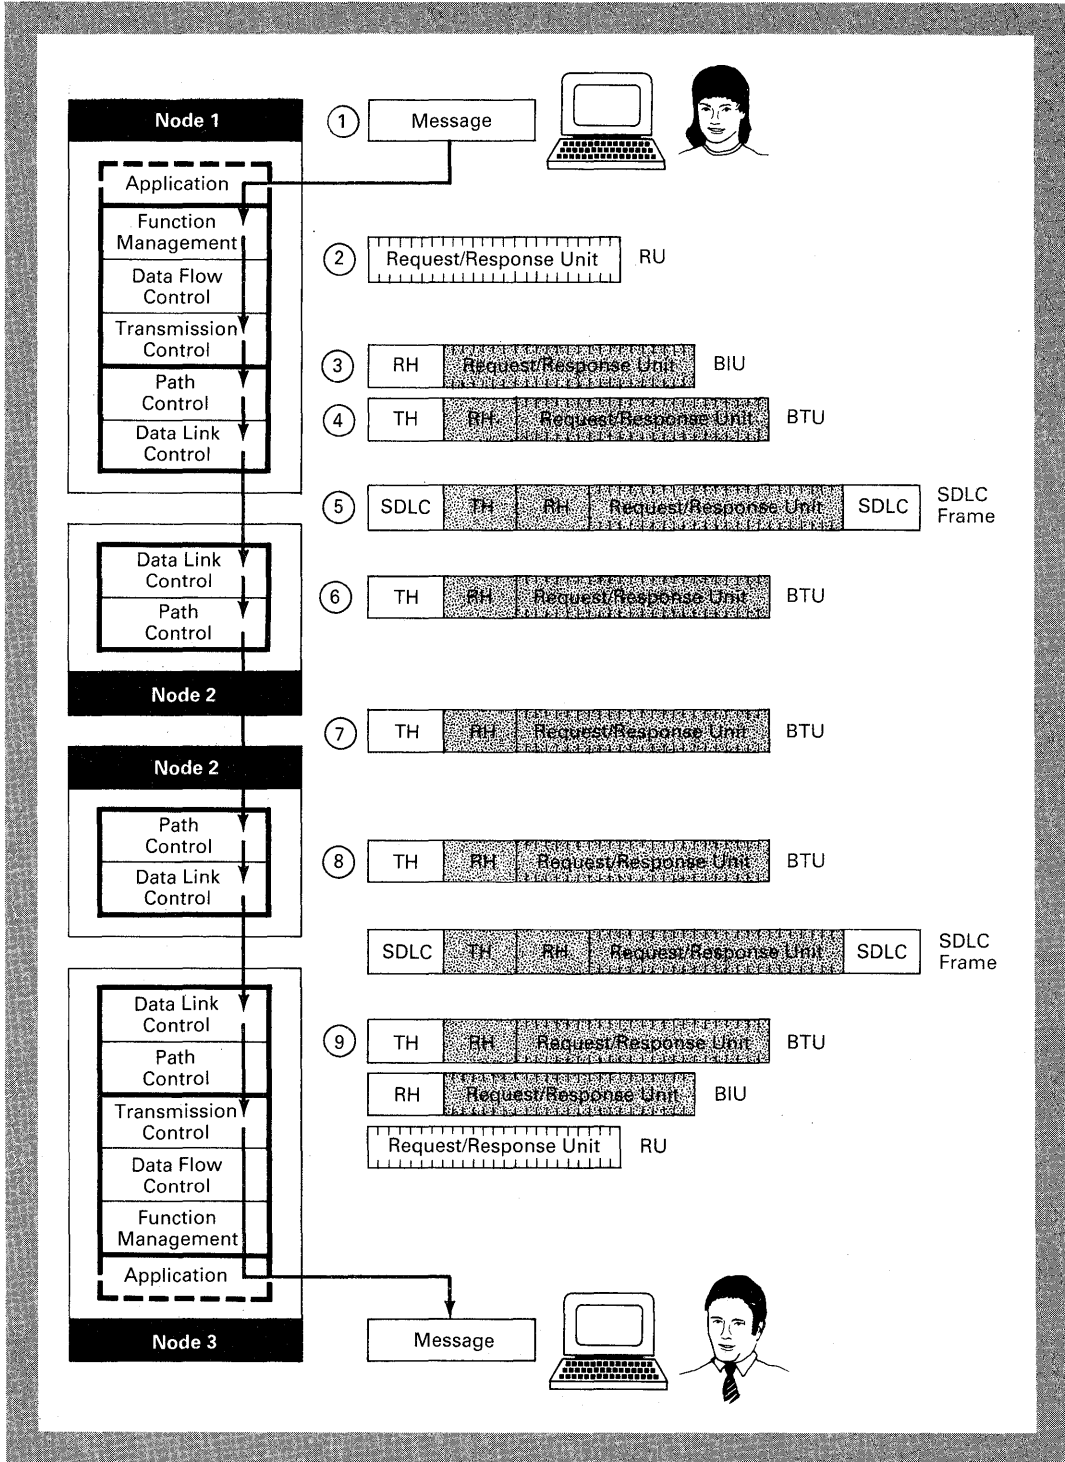 Node 1
① Message
Application
Function
Management
② Request/Response Unit RU
Data Flow
Control
Transmission
Control
③ RH Request/Response Unit BIU
Path
Control
④ TH RH Request/Response Unit BTU
Data Link
Control
⑤ SDLC TH RH Request/Response Unit SDLC SDLC
Frame
Data Link
Control
⑥ TH RH Request/Response Unit BTU
Path
Control
Node 2
⑦ TH RH Request/Response Unit BTU
Node 2
Path
Control
⑧ TH RH Request/Response Unit BTU
Data Link
Control
SDLC TH RH Request/Response Unit SDLC SDLC
Frame
Data Link
Control
⑨ TH RH Request/Response Unit BTU
Path
Control
RH Request/Response Unit BIU
Transmission
Control
Request/Response Unit RU
Data Flow
Control
Function
Management
Application
Message
Node 3